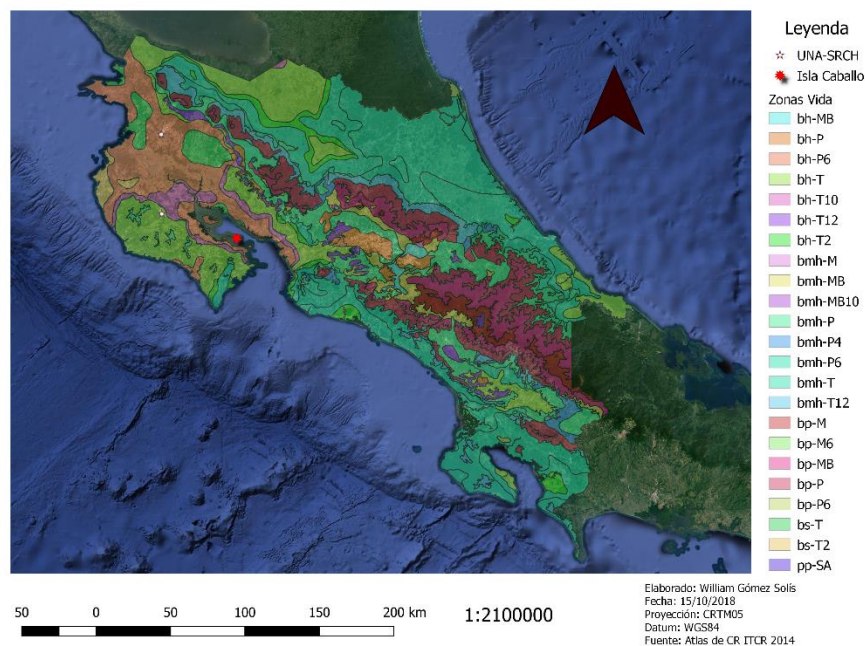 Leyenda
UNA-SRCH
Isla Caballo
Zonas Vida
bh-MB
bh-P
bh-P6
bh-T
bh-T10
bh-T12
bh-T2
bmh-M
bmh-MB
bmh-MB10
bmh-P
bmh-P4
bmh-P6
bmh-T
bmh-T12
bp-M
bp-M6
bp-MB
bp-P
bp-P6
bs-T
bs-T2
pp-SA
50 0 50 100 150 200 km
1:2100000
Elaborado: William Gómez Solís
Fecha: 15/10/2018
Proyección: CRTM05
Datum: WGS84
Fuente: Atlas de CR ITCR 2014